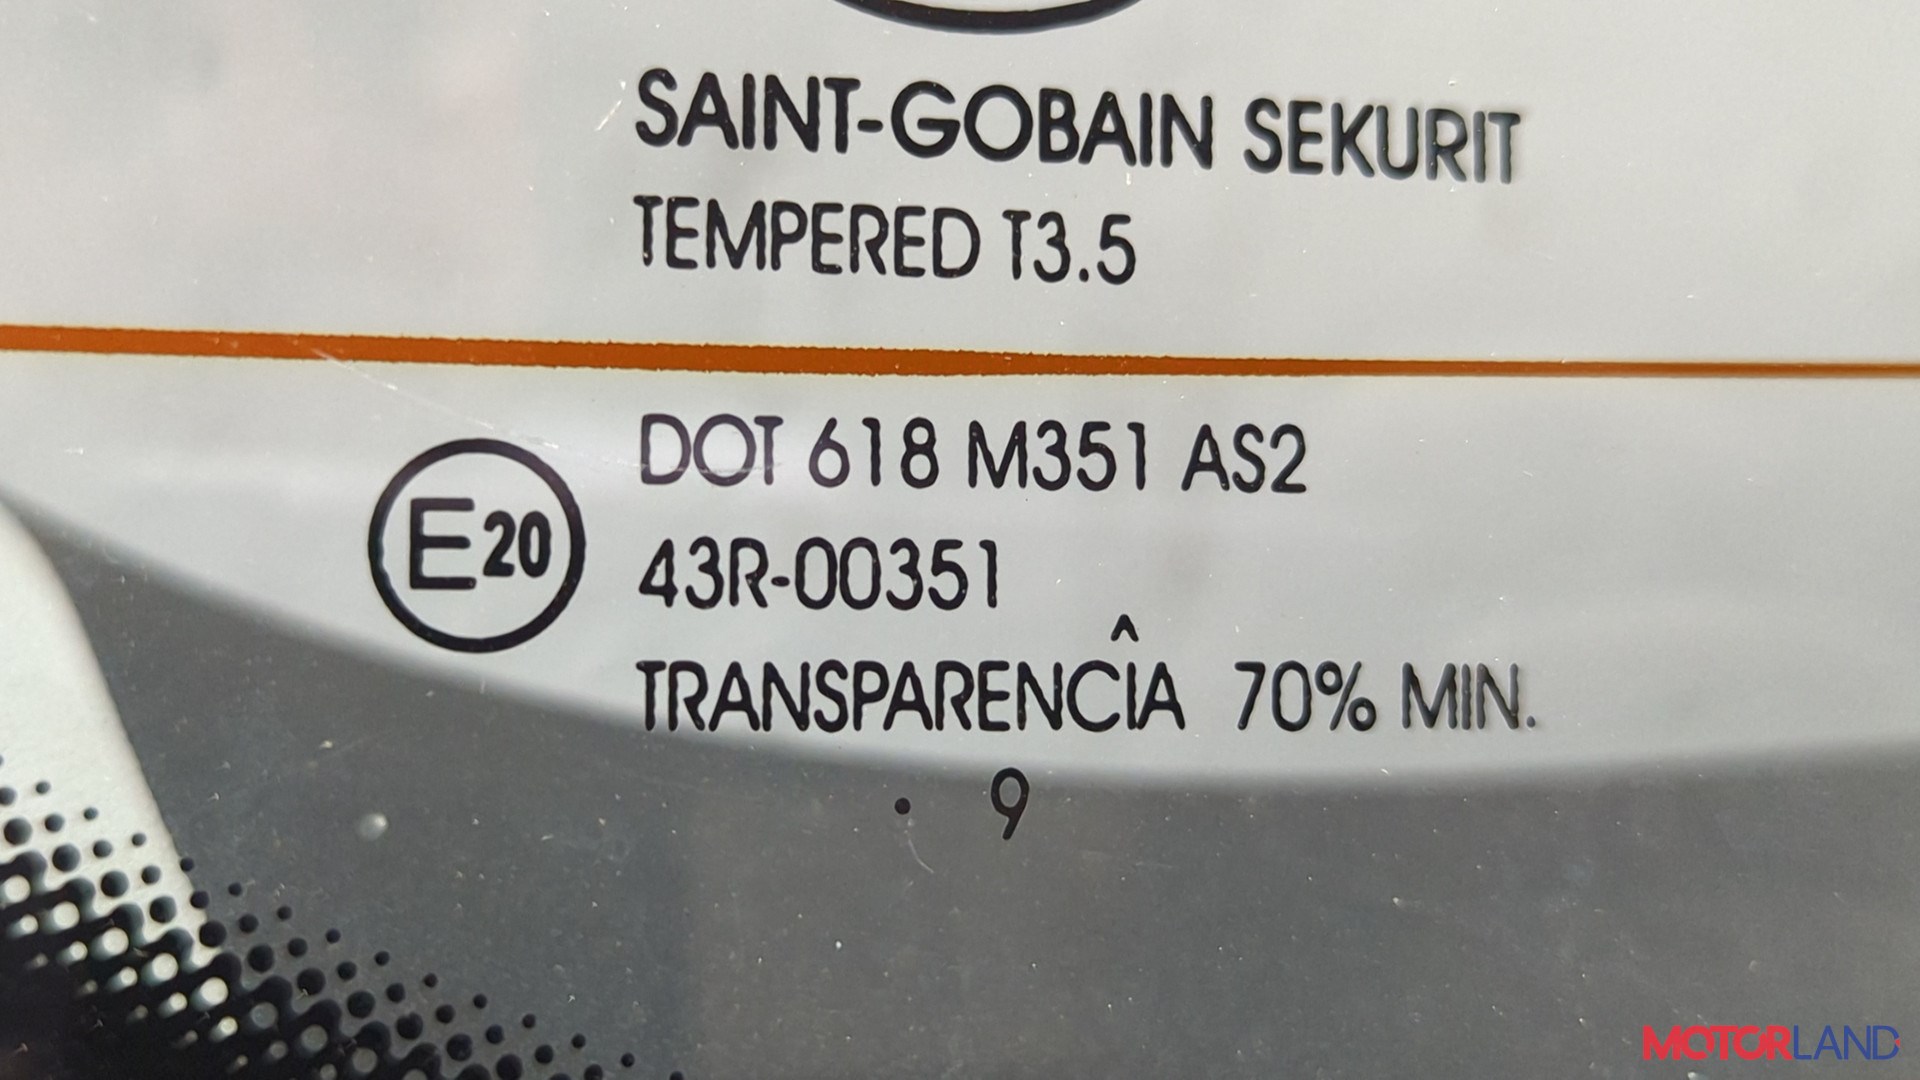 SAINT-GOBAIN SEKURIT
TEMPERED T3.5
DOT 618 M351 AS2
E20
43R-00351
TRANSPARENCÎA 70% MIN.
. 9
MOTORLAND